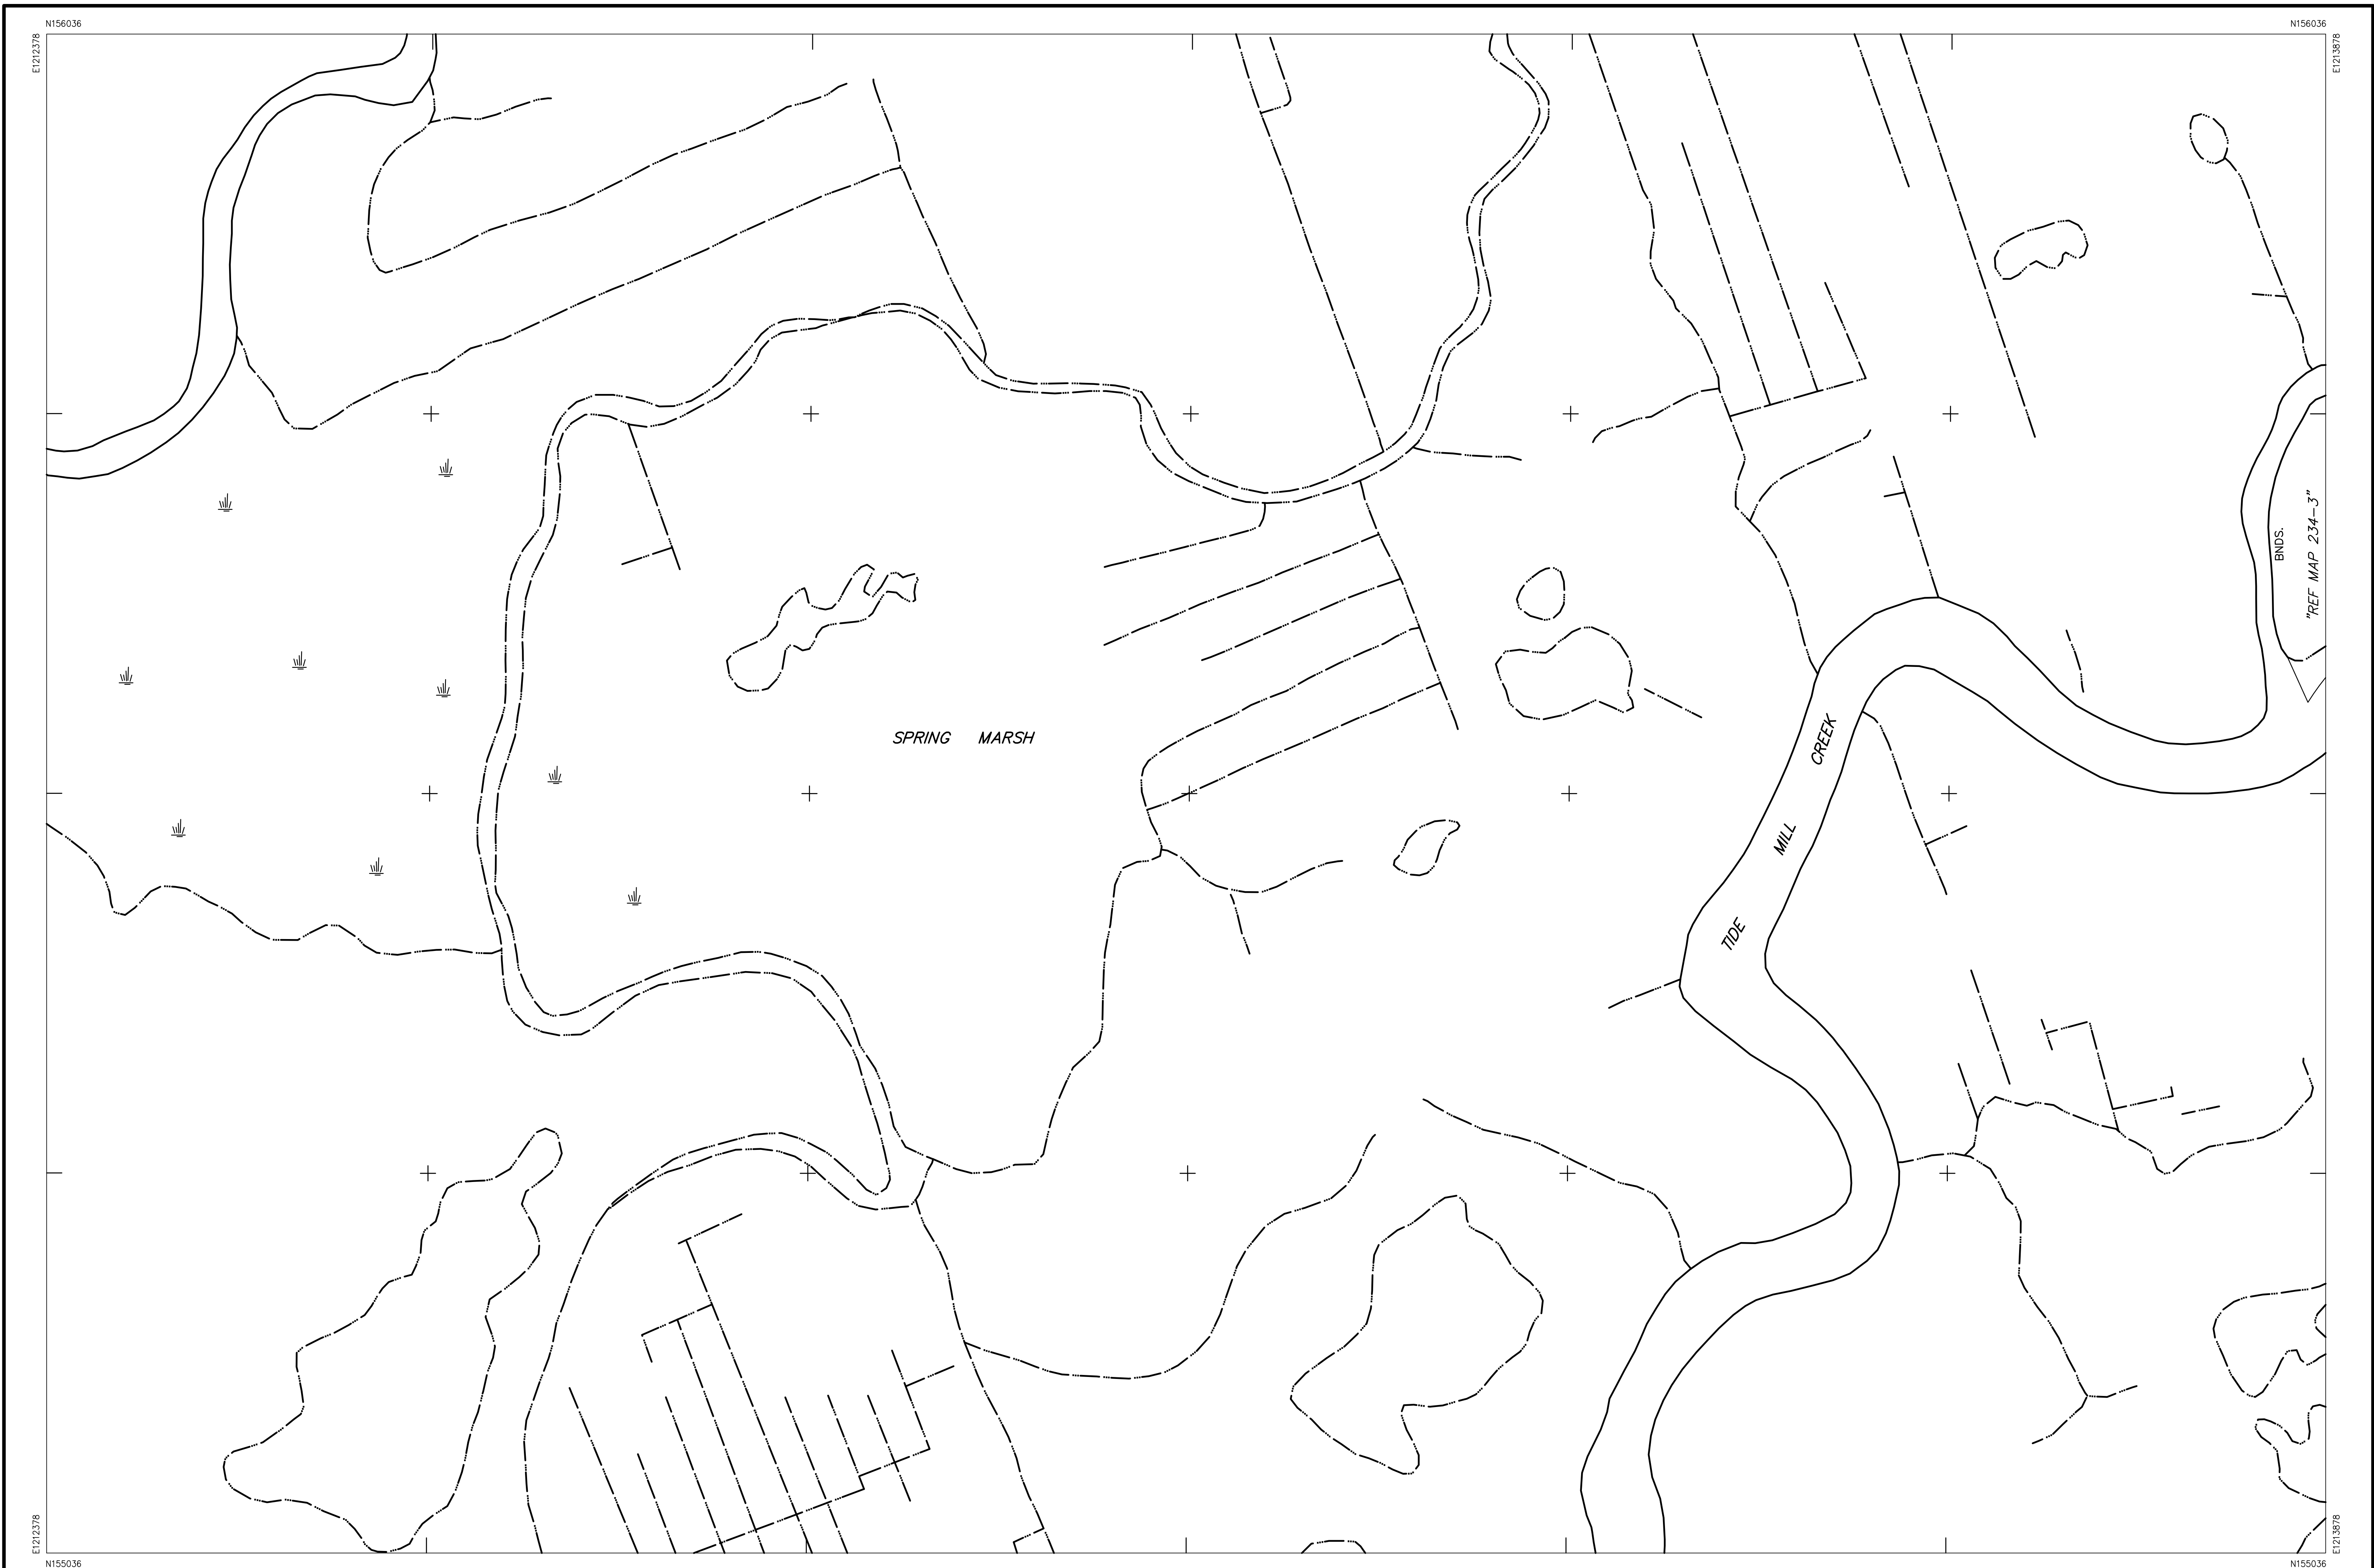 N156036
N156036
E1212378
E1213878
BNDS.
"REF MAP 234-3"
SPRING MARSH
CREEK
MILL
TIDE
E1212378
E1213878
N155036
N155036